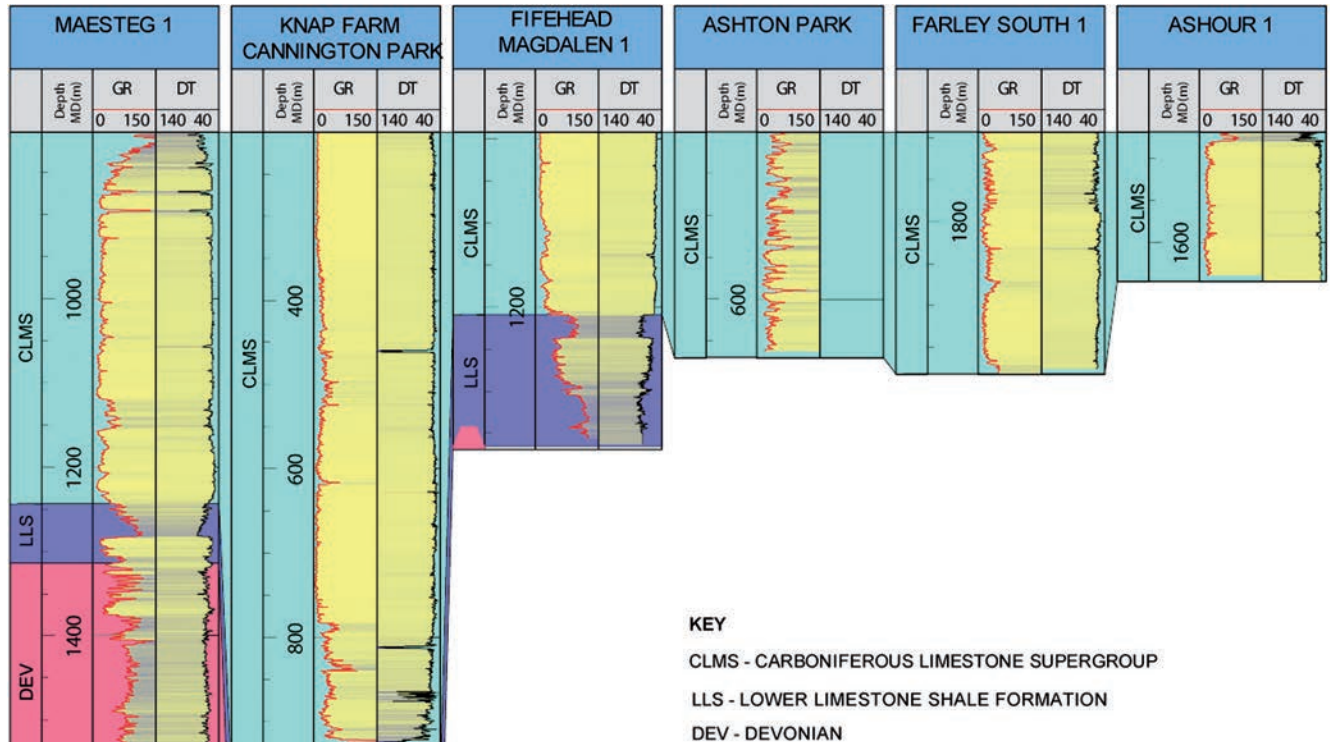 MAESTEG 1
Depth MD(m)
GR
DT
0 150
140 40
CLMS
1000
1200
LLS
1400
DEV
KNAP FARM
CANNINGTON PARK
Depth MD(m)
GR
DT
0 150
140 40
CLMS
400
600
800
FIFEHEAD
MAGDALEN 1
Depth MD(m)
GR
DT
0 150
140 40
CLMS
1200
LLS
ASHTON PARK
Depth MD(m)
GR
DT
0 150
140 40
CLMS
600
FARLEY SOUTH 1
Depth MD(m)
GR
DT
0 150
140 40
CLMS
1800
ASHOUR 1
Depth MD(m)
GR
DT
0 150
140 40
CLMS
1600
KEY
CLMS - CARBONIFEROUS LIMESTONE SUPERGROUP
LLS - LOWER LIMESTONE SHALE FORMATION
DEV - DEVONIAN